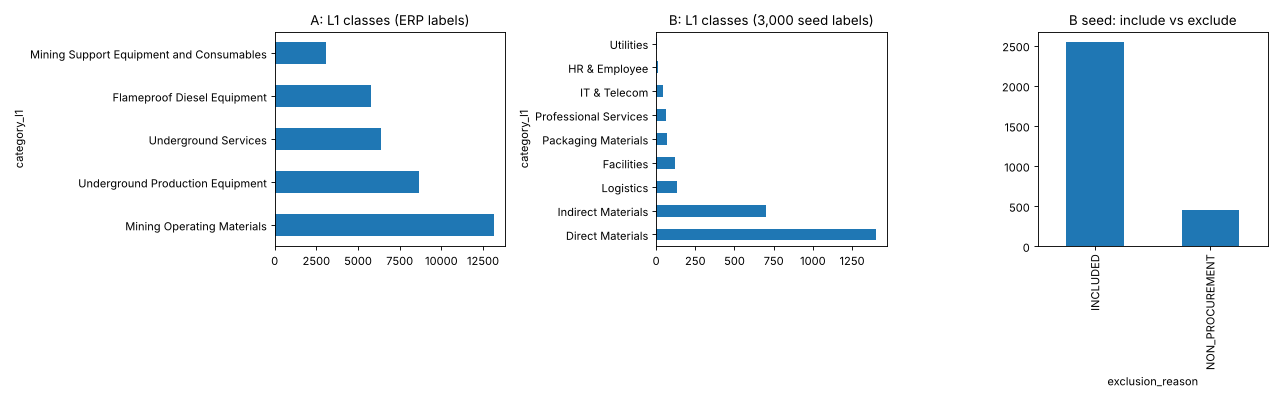 A: L1 classes (ERP labels)
category_l1
Mining Support Equipment and Consumables
Flameproof Diesel Equipment
Underground Services
Underground Production Equipment
Mining Operating Materials
0 2500 5000 7500 10000 12500
B: L1 classes (3,000 seed labels)
category_l1
Utilities
HR & Employee
IT & Telecom
Professional Services
Packaging Materials
Facilities
Logistics
Indirect Materials
Direct Materials
0 250 500 750 1000 1250
B seed: include vs exclude
2500
2000
1500
1000
500
0
INCLUDED
NON_PROCUREMENT
exclusion_reason